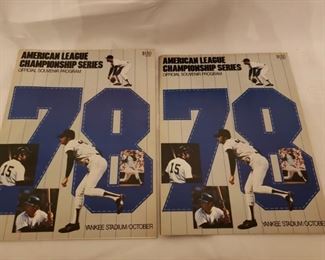 AMERICAN LEAGUE
CHAMPIONSHIP SERIES
OFFICIAL SOUVENIR PROGRAM
78
15
YANKEE STADIUM/OCTOBER
AMERICAN LEAGUE
CHAMPIONSHIP SERIES
OFFICIAL SOUVENIR PROGRAM
78
15
YANKEE STADIUM/OCTOBER